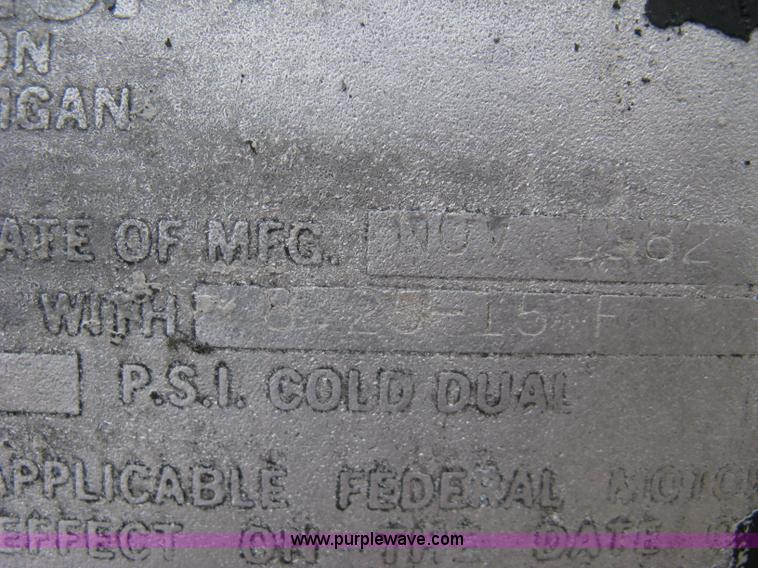 ON
IGAN
ATE OF MFG. NOV 1982
WITH 8.25-15 F
P.S.I. COLD DUAL
APPLICABLE FEDERAL MOTOR
EFFECT ON THE DATE O
www.purplewave.com